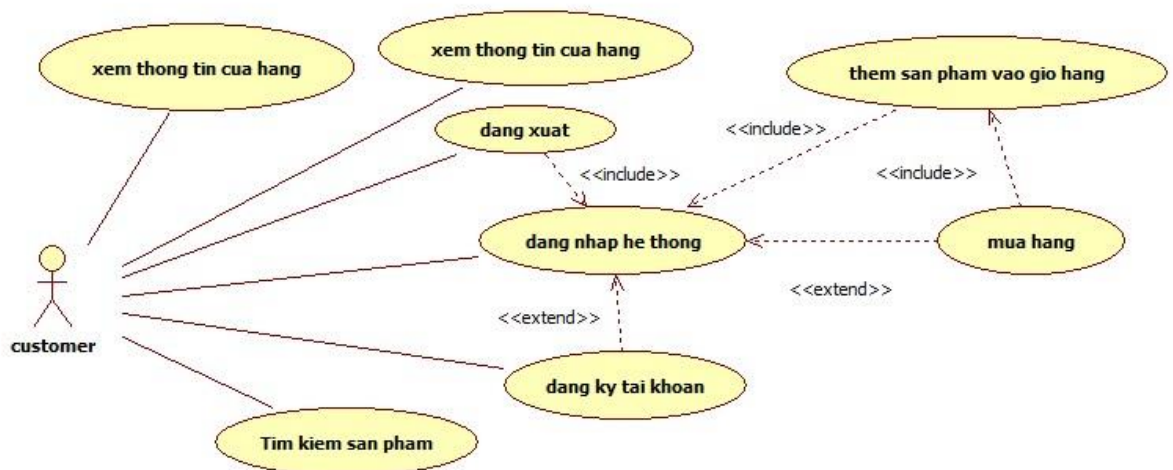 xem thong tin cua hang
xem thong tin cua hang
them san pham vao gio hang
dang xuat
<<include>>
<<include>>
<<include>>
dang nhap he thong
mua hang
<<extend>>
<<extend>>
customer
dang ky tai khoan
Tim kiem san pham